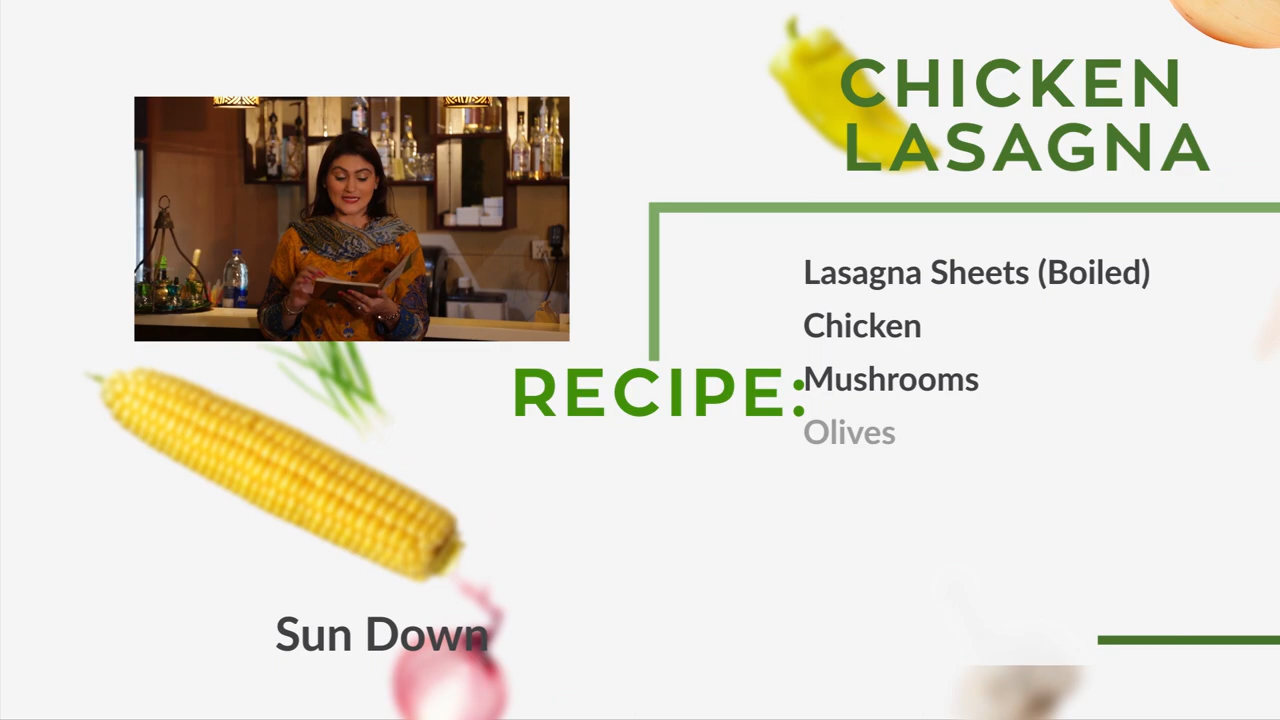 CHICKEN
LASAGNA
Lasagna Sheets (Boiled)
Chicken
Mushrooms
RECIPE:
Olives
Sun Down